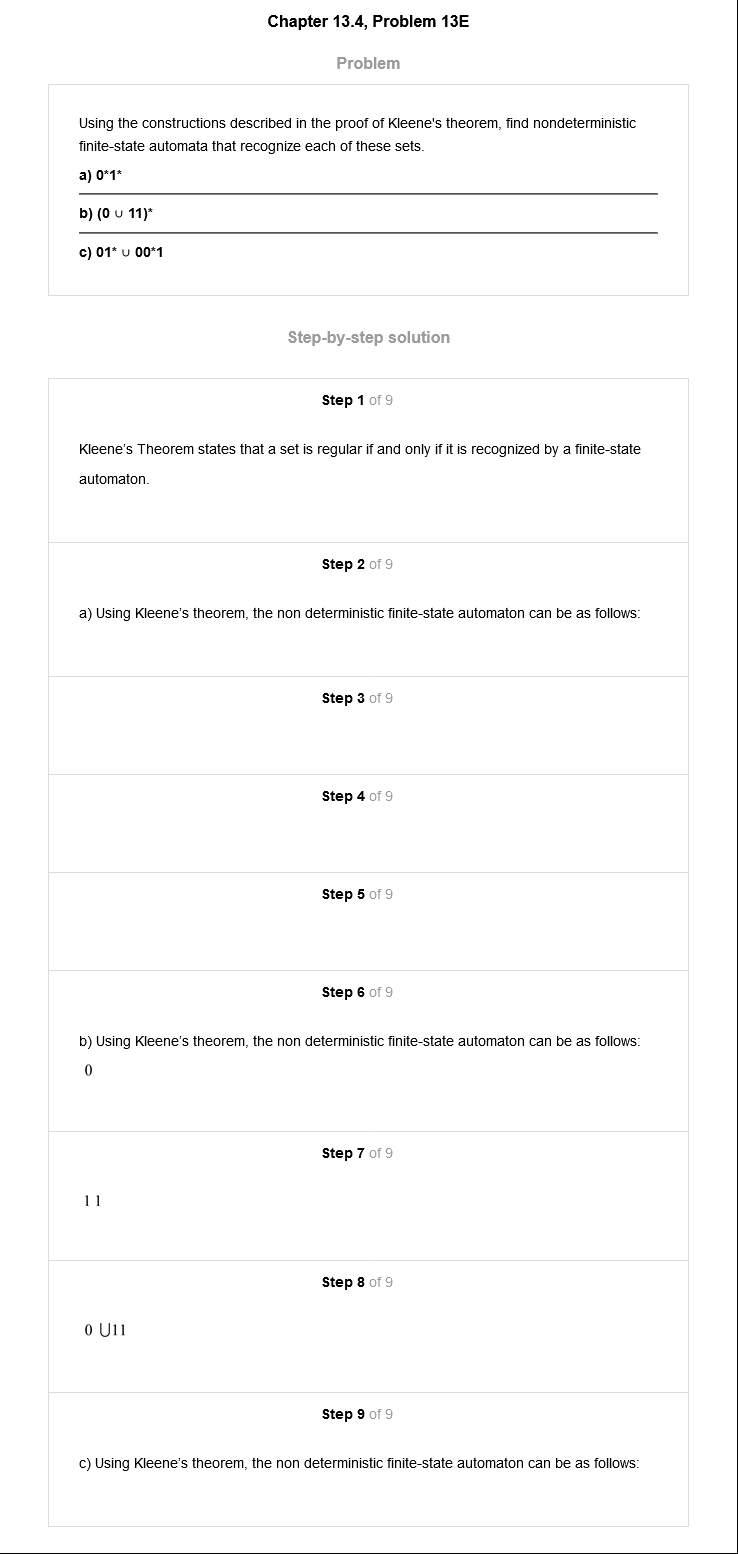 Chapter 13.4, Problem 13E
Problem
Using the constructions described in the proof of Kleene's theorem, find nondeterministic
finite-state automata that recognize each of these sets.
a) 0*1*
b) (0 ∪ 11)*
c) 01* ∪ 00*1
Step-by-step solution
Step 1 of 9
Kleene’s Theorem states that a set is regular if and only if it is recognized by a finite-state
automaton.
Step 2 of 9
a) Using Kleene’s theorem, the non deterministic finite-state automaton can be as follows:
Step 3 of 9
Step 4 of 9
Step 5 of 9
Step 6 of 9
b) Using Kleene’s theorem, the non deterministic finite-state automaton can be as follows:
0
Step 7 of 9
1 1
Step 8 of 9
0 ⋃11
Step 9 of 9
c) Using Kleene’s theorem, the non deterministic finite-state automaton can be as follows: